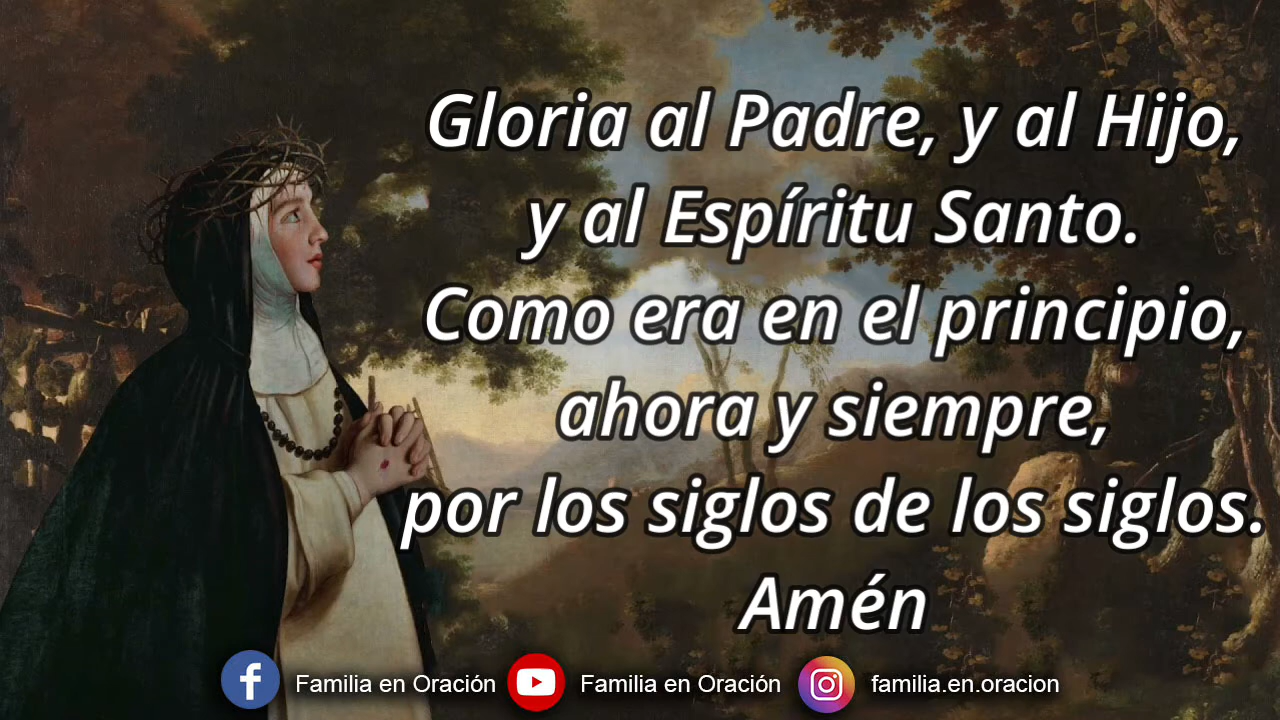 Gloria al Padre, y al Hijo,
y al Espíritu Santo.
Como era en el principio,
ahora y siempre,
por los siglos de los siglos.
Amén
Familia en Oración Familia en Oración familia.en.oracion